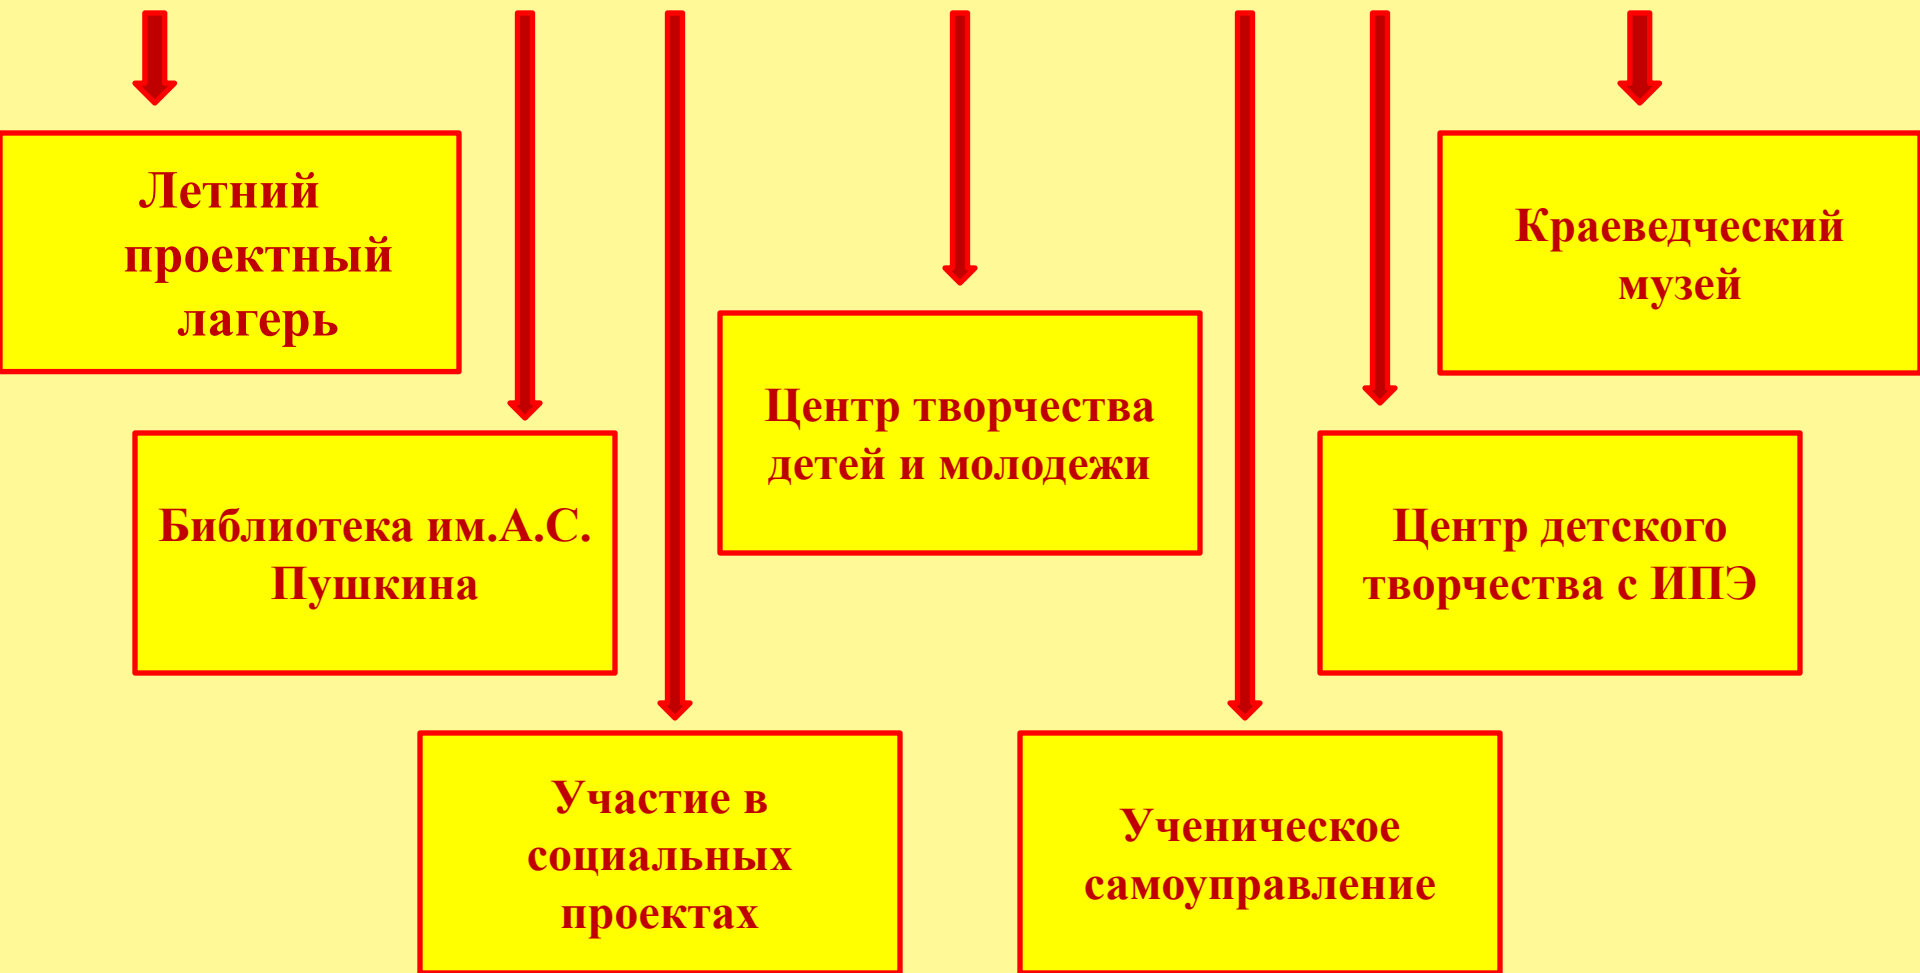 Летний
проектный
лагерь
Краеведческий
музей
Центр творчества
детей и молодежи
Библиотека им.А.С.
Пушкина
Центр детского
творчества с ИПЭ
Участие в
социальных
проектах
Ученическое
самоуправление